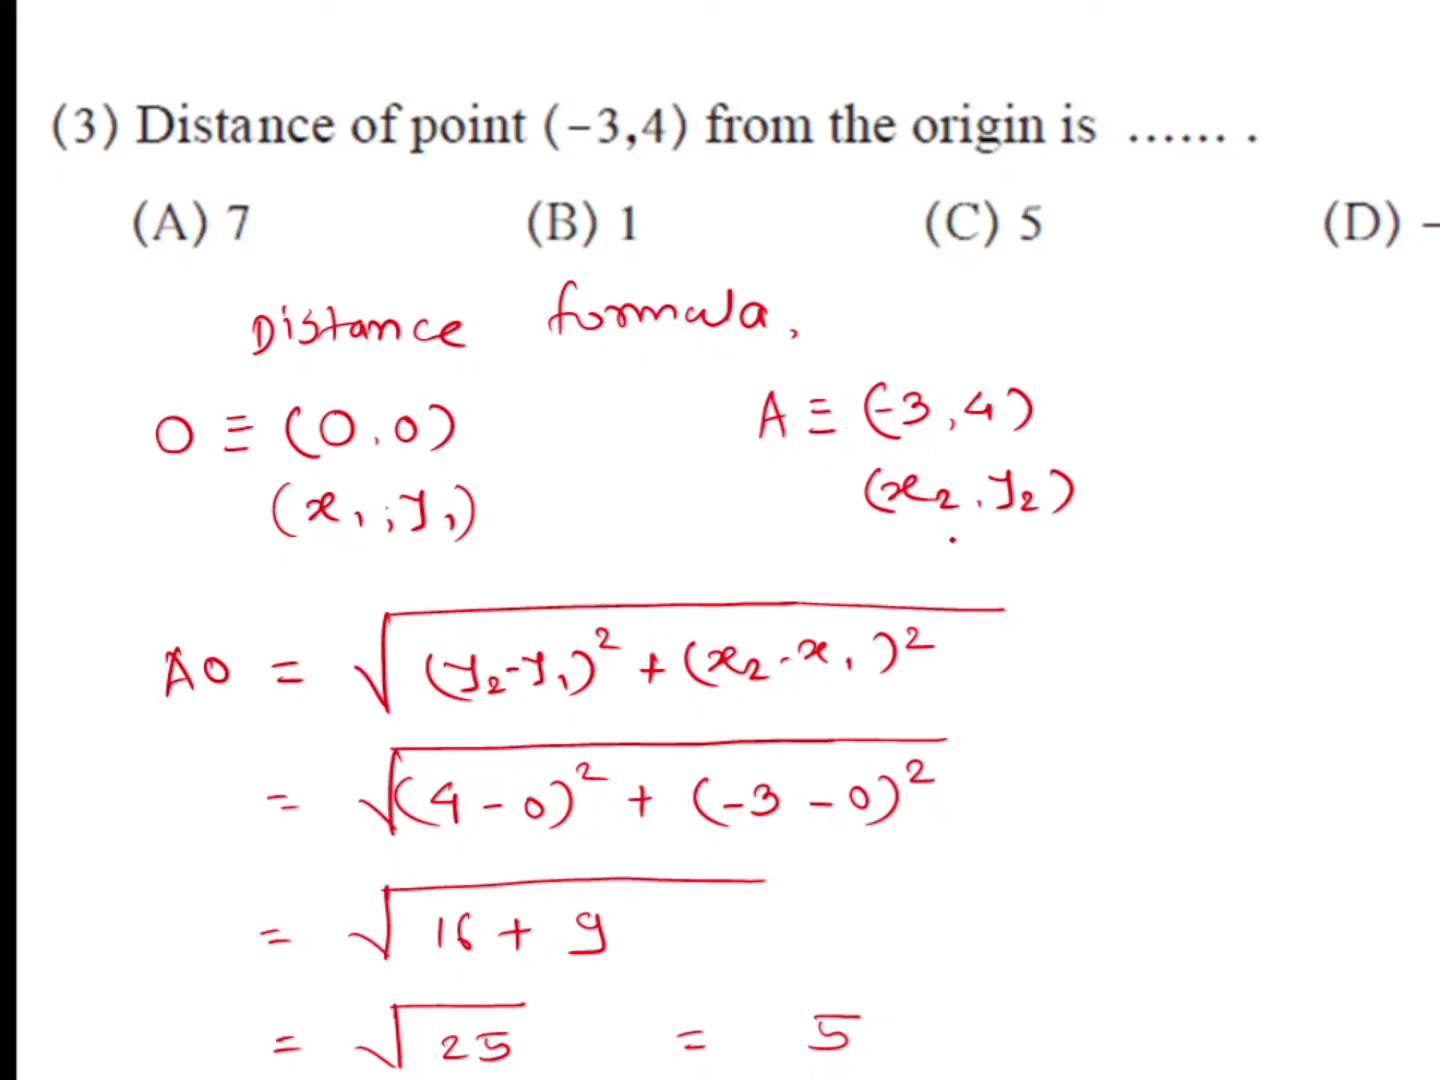 (3) Distance of point (-3,4) from the origin is ...... .
(A) 7 (B) 1 (C) 5 (D) -
Distance formula,
O ≡ (0,0) A ≡ (-3,4)
(x₁,y₁) (x₂,y₂)
AO = √((y₂-y₁)² + (x₂-x₁)²)
= √((4-0)² + (-3-0)²)
= √(16+9)
= √25 = 5